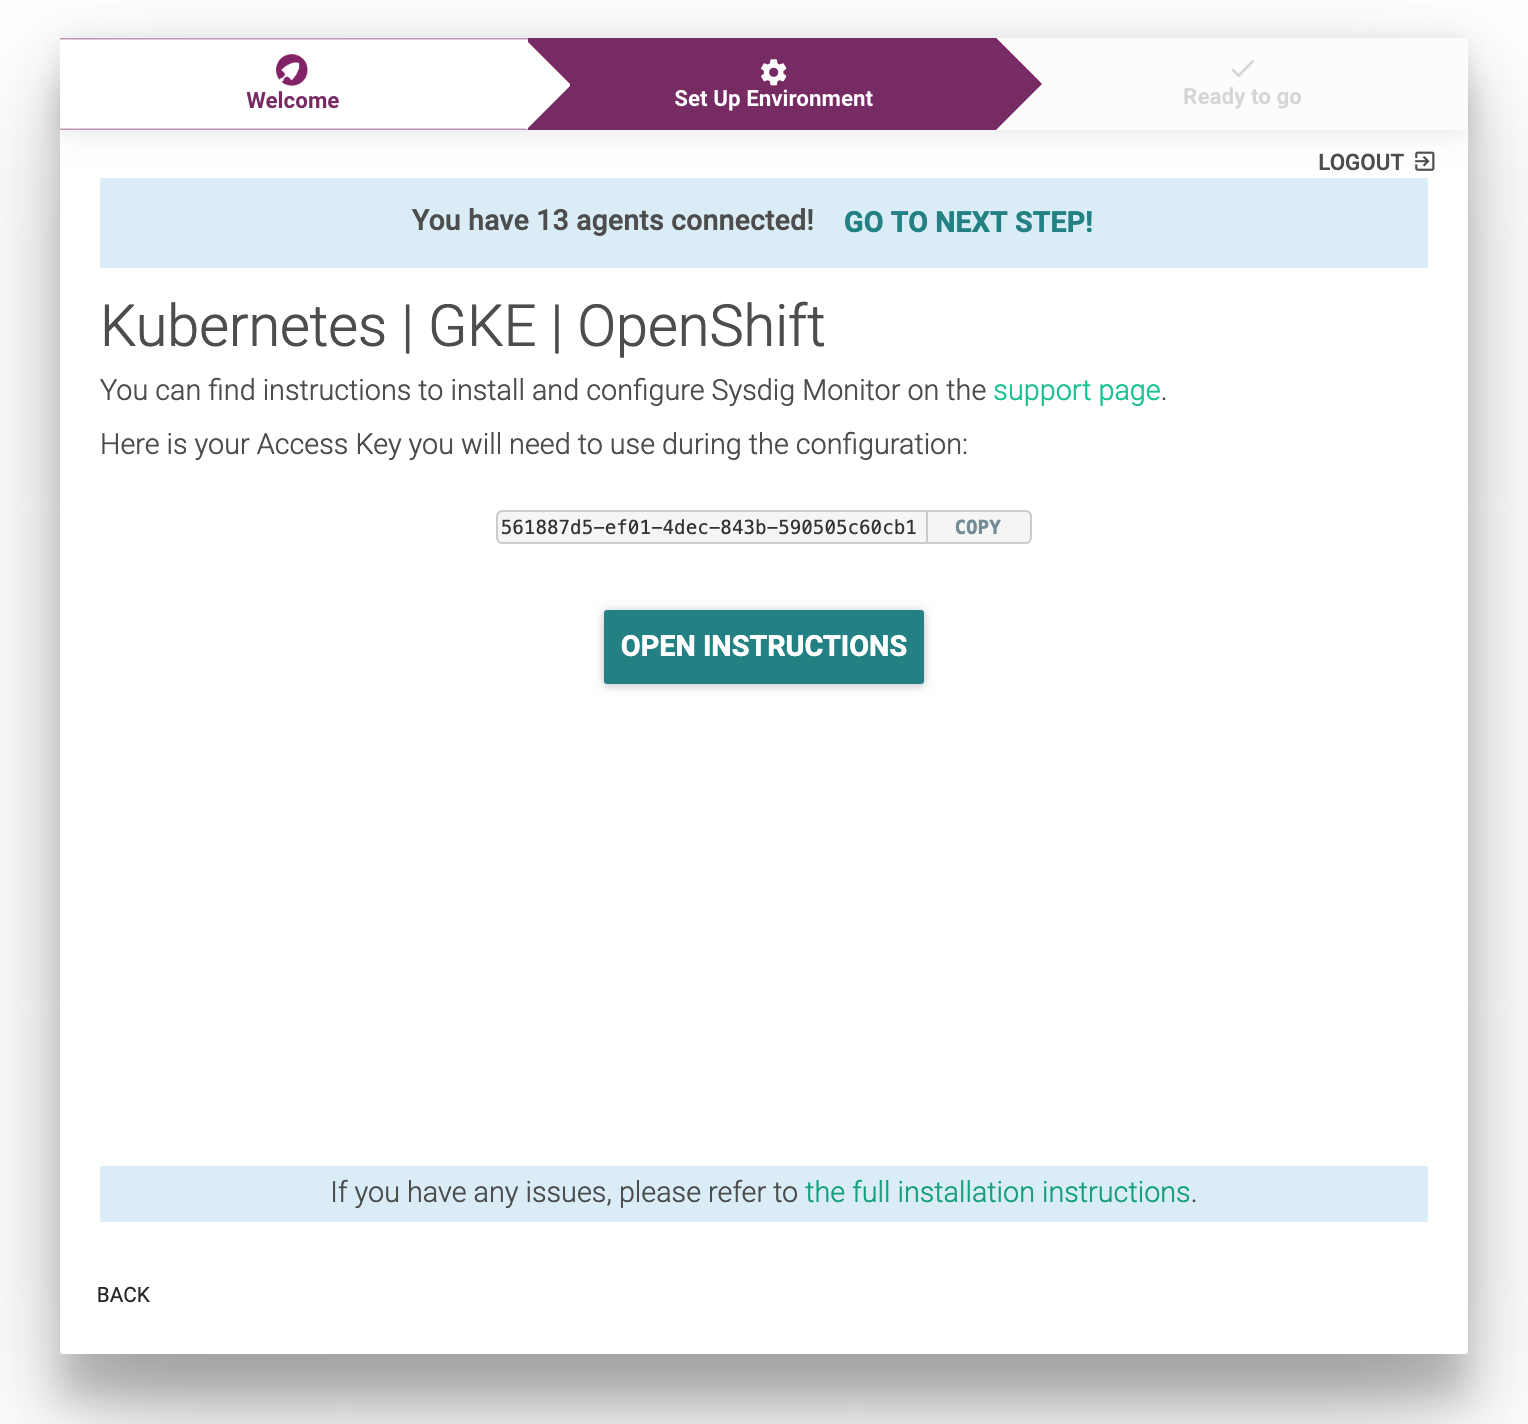 Welcome
Set Up Environment
Ready to go
LOGOUT
You have 13 agents connected! GO TO NEXT STEP!
Kubernetes | GKE | OpenShift
You can find instructions to install and configure Sysdig Monitor on the support page.
Here is your Access Key you will need to use during the configuration:
561887d5-ef01-4dec-843b-590505c60cb1 COPY
OPEN INSTRUCTIONS
If you have any issues, please refer to the full installation instructions.
BACK